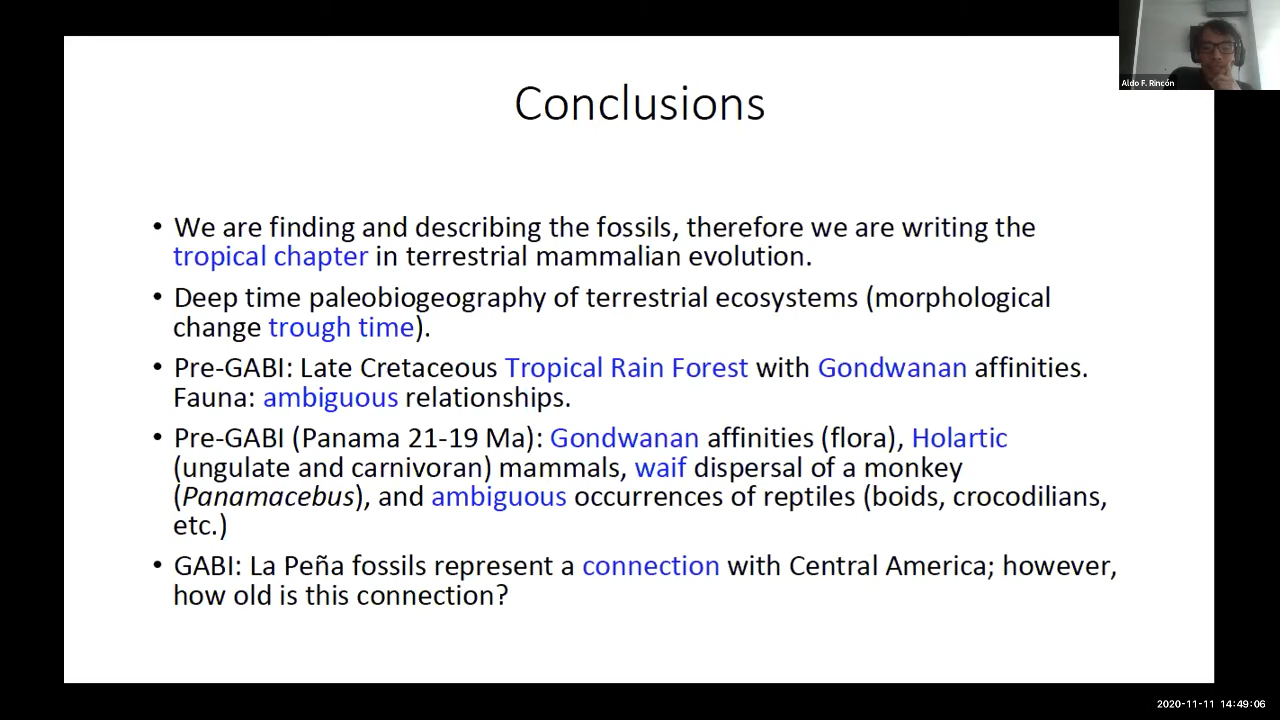 Aldo F. Rincón
Conclusions
• We are finding and describing the fossils, therefore we are writing the
tropical chapter in terrestrial mammalian evolution.
• Deep time paleobiogeography of terrestrial ecosystems (morphological
change trough time).
• Pre-GABI: Late Cretaceous Tropical Rain Forest with Gondwanan affinities.
Fauna: ambiguous relationships.
• Pre-GABI (Panama 21-19 Ma): Gondwanan affinities (flora), Holartic
(ungulate and carnivoran) mammals, waif dispersal of a monkey
(Panamacebus), and ambiguous occurrences of reptiles (boids, crocodilians,
etc.)
• GABI: La Peña fossils represent a connection with Central America; however,
how old is this connection?
2020-11-11 14:49:06